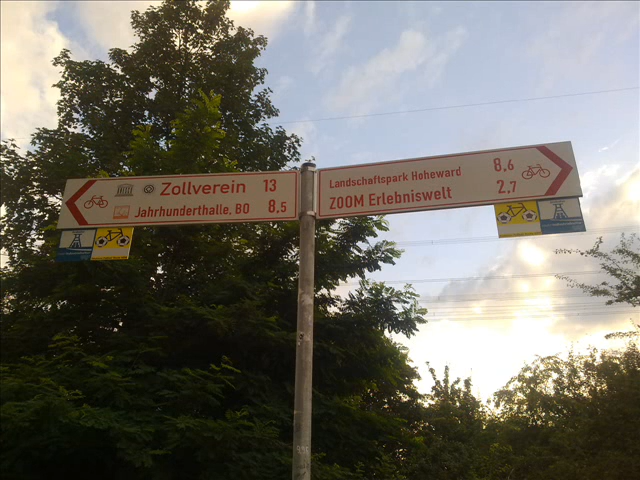 Zollverein 13
Jahrhunderthalle, BO 8,5
Landschaftspark Hoheward 8,6
ZOOM Erlebniswelt 2,7